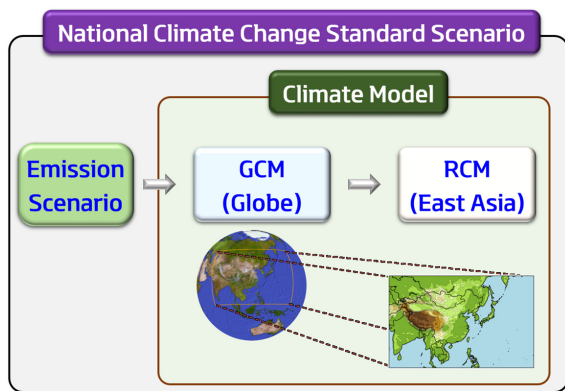 National Climate Change Standard Scenario
Climate Model
Emission
Scenario
GCM
(Globe)
RCM
(East Asia)